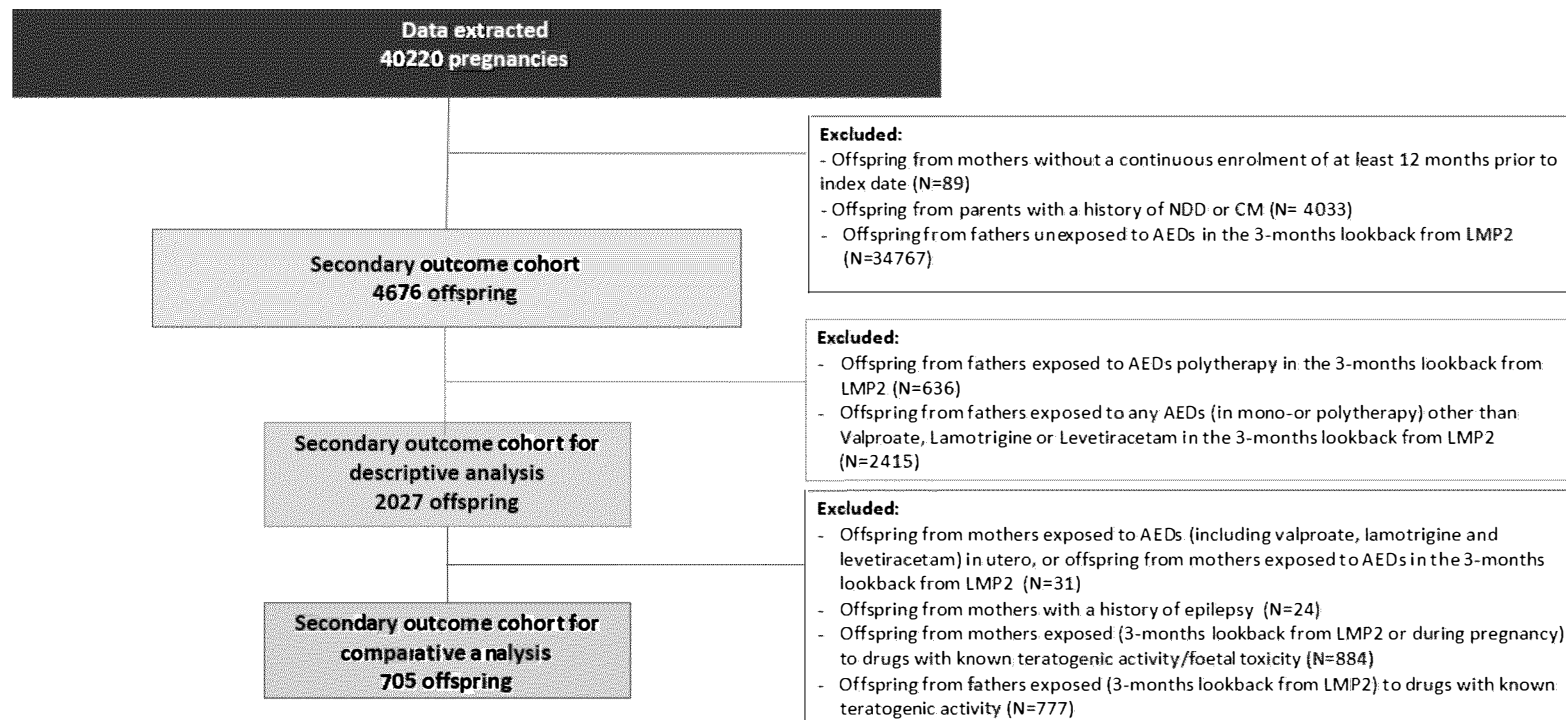 Data extracted
40220 pregnancies
Excluded:
- Offspring from mothers without a continuous enrolment of at least 12 months prior to
index date (N=89)
- Offspring from parents with a history of NDD or CM (N= 4033)
- Offspring from fathers unexposed to AEDs in the 3-months lookback from LMP2
(N=34767)
Secondary outcome cohort
4676 offspring
Excluded:
- Offspring from fathers exposed to AEDs polytherapy in the 3-months lookback from
LMP2 (N=636)
- Offspring from fathers exposed to any AEDs (in mono-or polytherapy) other than
Valproate, Lamotrigine or Levetiracetam in the 3-months lookback from LMP2
(N=2415)
Secondary outcome cohort for
descriptive analysis
2027 offspring
Excluded:
- Offspring from mothers exposed to AEDs (including valproate, lamotrigine and
levetiracetam) in utero, or offspring from mothers exposed to AEDs in the 3-months
lookback from LMP2 (N=31)
- Offspring from mothers with a history of epilepsy (N=24)
- Offspring from mothers exposed (3-months lookback from LMP2 or during pregnancy)
to drugs with known teratogenic activity/foetal toxicity (N=884)
- Offspring from fathers exposed (3-months lookback from LMP2) to drugs with known
teratogenic activity (N=777)
Secondary outcome cohort for
comparative analysis
705 offspring